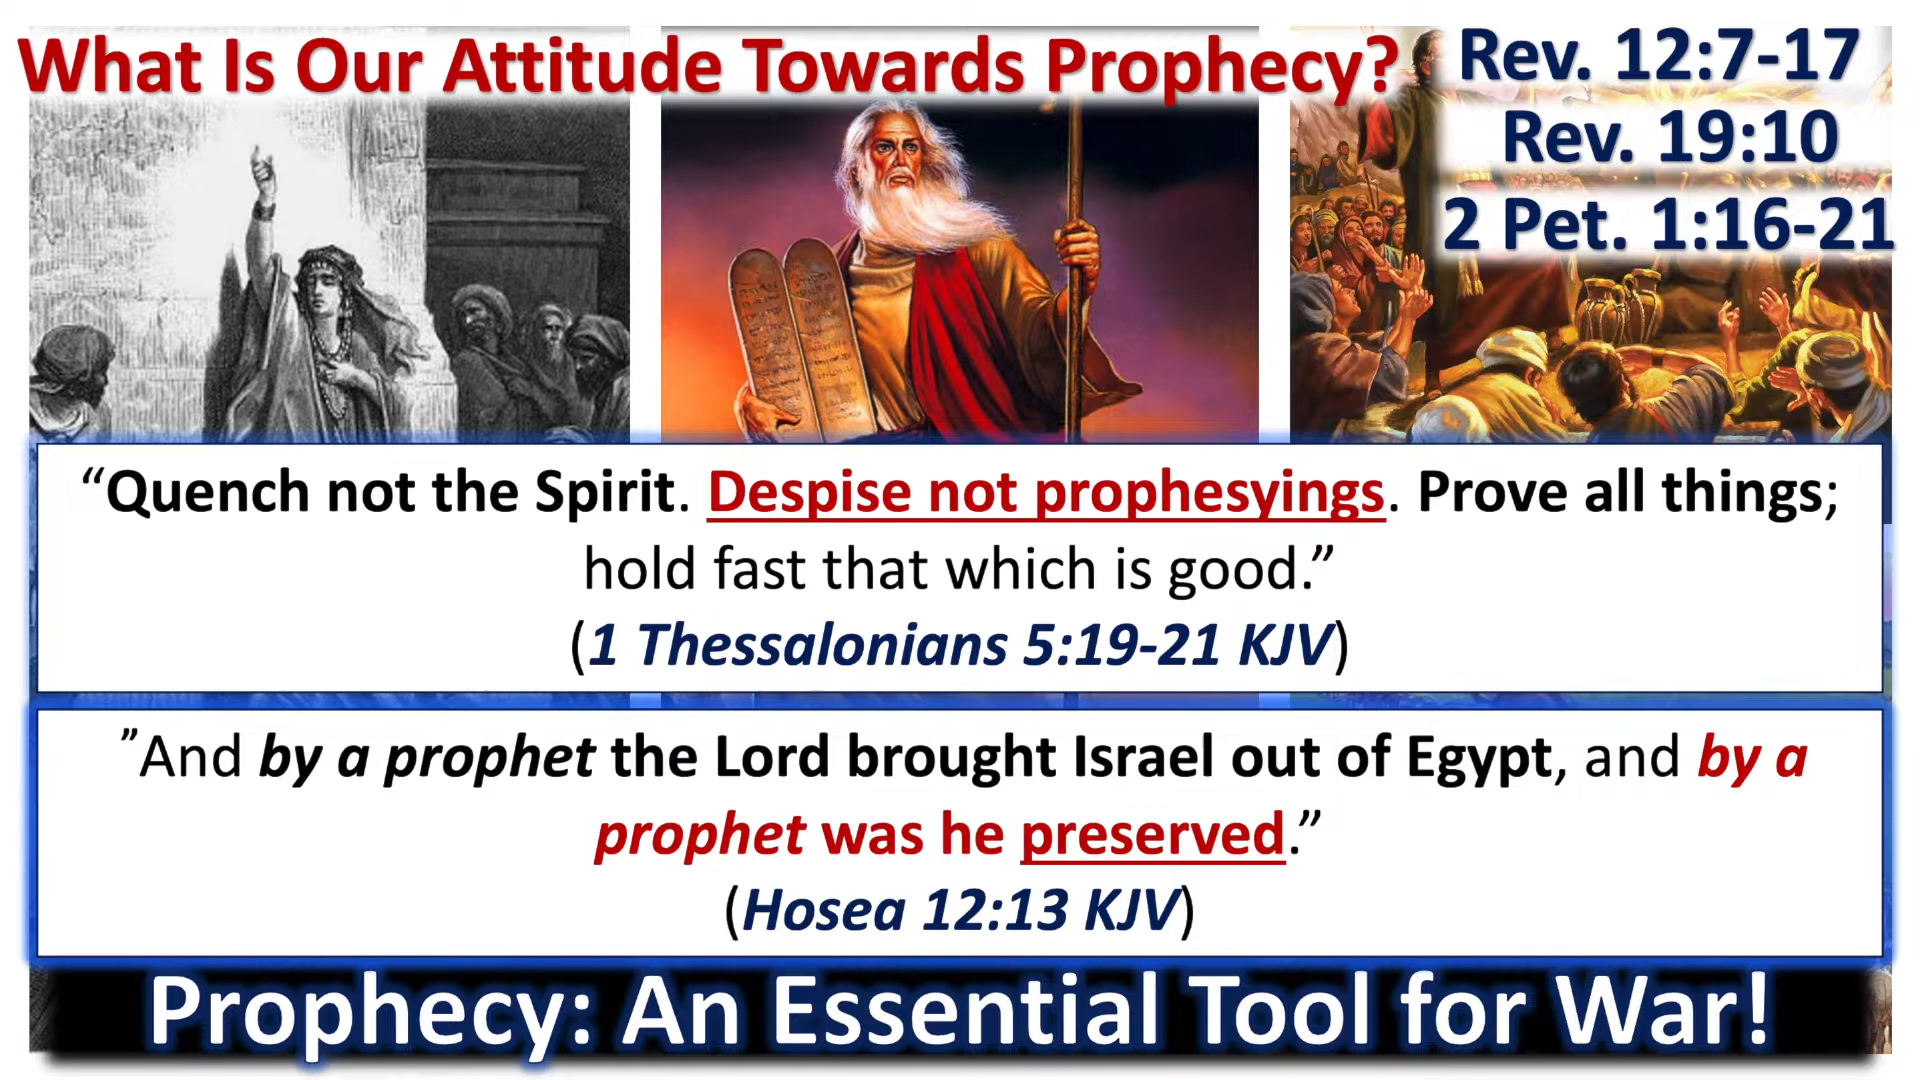 What Is Our Attitude Towards Prophecy?
Rev. 12:7-17
Rev. 19:10
2 Pet. 1:16-21
“Quench not the Spirit. Despise not prophesyings. Prove all things;
hold fast that which is good.”
(1 Thessalonians 5:19-21 KJV)
”And by a prophet the Lord brought Israel out of Egypt, and by a
prophet was he preserved.”
(Hosea 12:13 KJV)
Prophecy: An Essential Tool for War!